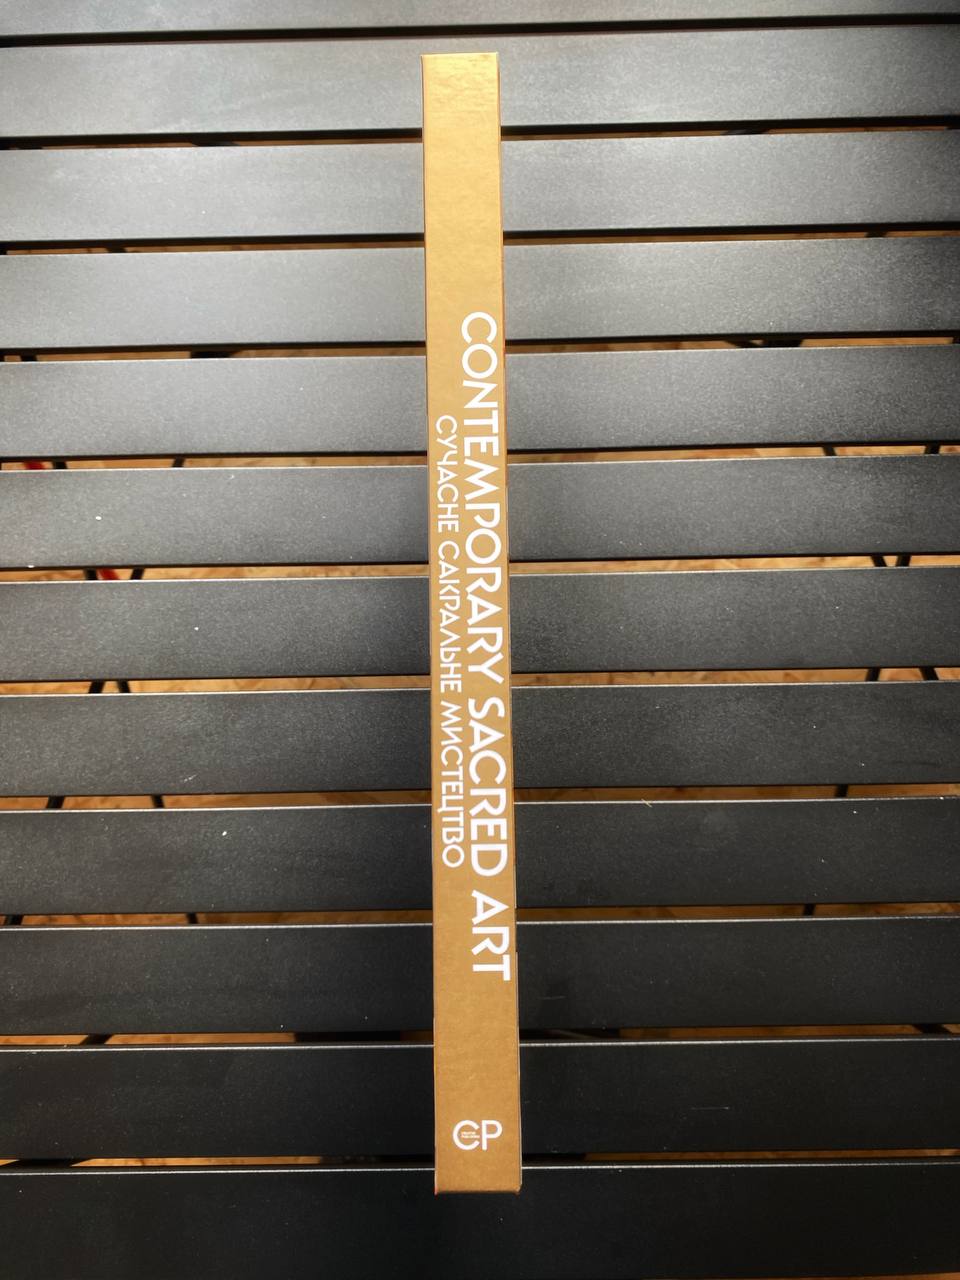 CONTEMPORARY SACRED ART
СУЧАСНЕ САКРАЛЬНЕ МИСТЕЦТВО
CP